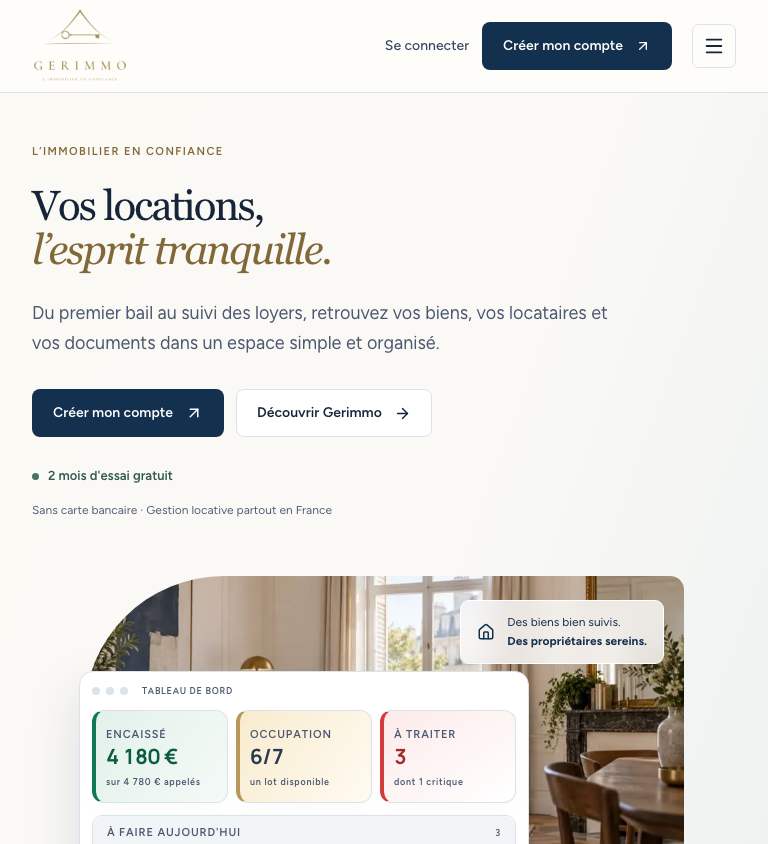 GERIMMO
L'IMMOBILIER EN CONFIANCE
Se connecter
Créer mon compte
L’IMMOBILIER EN CONFIANCE
Vos locations,
l’esprit tranquille.
Du premier bail au suivi des loyers, retrouvez vos biens, vos locataires et
vos documents dans un espace simple et organisé.
Créer mon compte
Découvrir Gerimmo
2 mois d'essai gratuit
Sans carte bancaire · Gestion locative partout en France
Des biens bien suivis.
Des propriétaires sereins.
TABLEAU DE BORD
ENCAISSÉ
4 180 €
sur 4 780 € appelés
OCCUPATION
6/7
un lot disponible
À TRAITER
3
dont 1 critique
À FAIRE AUJOURD'HUI
3